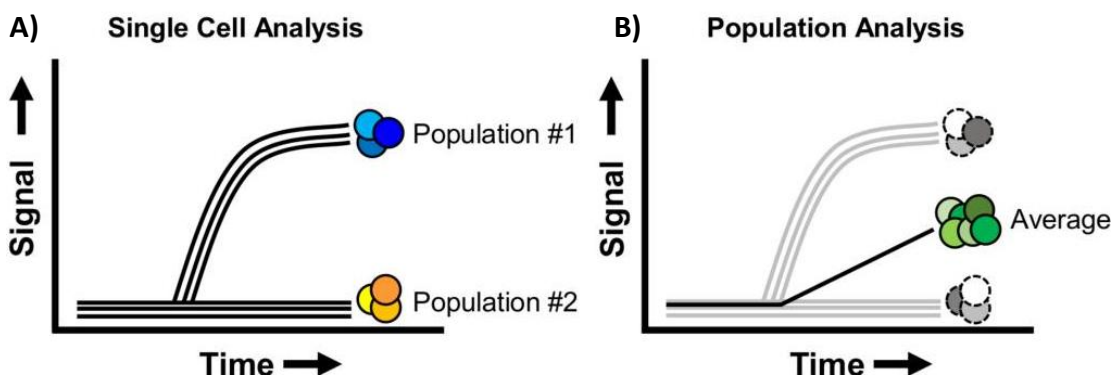 A) Single Cell Analysis
Signal
Population #1
Population #2
Time
B) Population Analysis
Signal
Average
Time